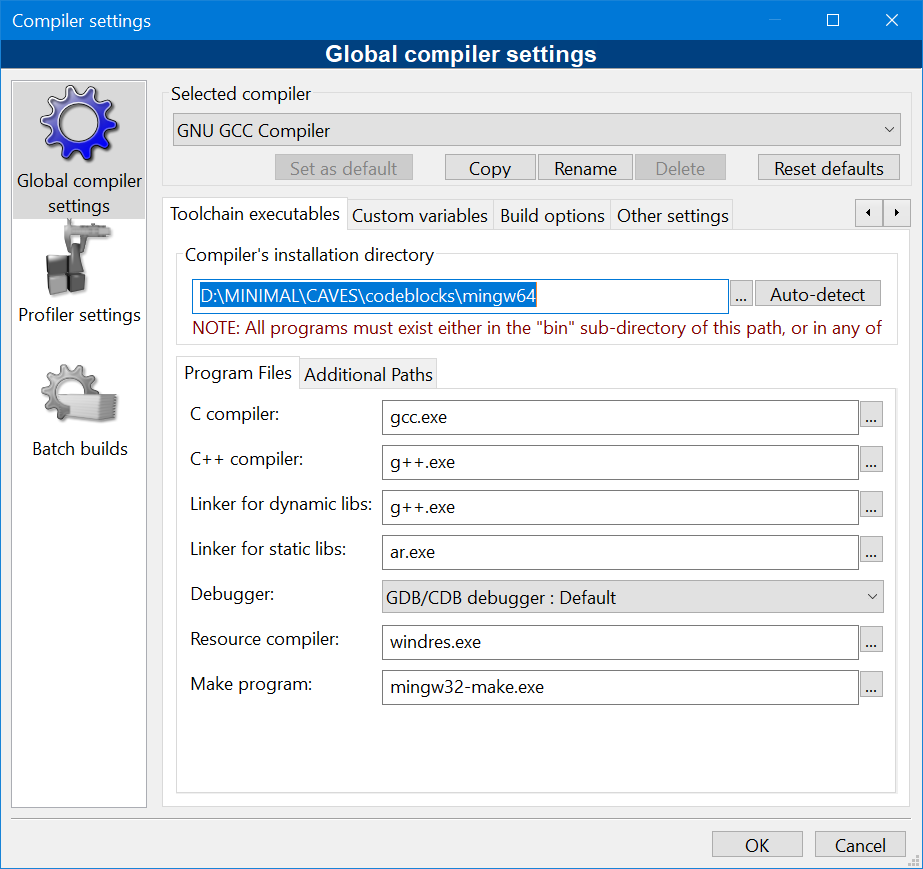 Compiler settings
Global compiler settings
Global compiler
settings
Profiler settings
Batch builds
Selected compiler
GNU GCC Compiler
Set as default
Copy
Rename
Delete
Reset defaults
Toolchain executables
Custom variables
Build options
Other settings
Compiler's installation directory
D:\MINIMAL\CAVES\codeblocks\mingw64
...
Auto-detect
NOTE: All programs must exist either in the "bin" sub-directory of this path, or in any of
Program Files
Additional Paths
C compiler:
gcc.exe
...
C++ compiler:
g++.exe
...
Linker for dynamic libs:
g++.exe
...
Linker for static libs:
ar.exe
...
Debugger:
GDB/CDB debugger : Default
Resource compiler:
windres.exe
...
Make program:
mingw32-make.exe
...
OK
Cancel